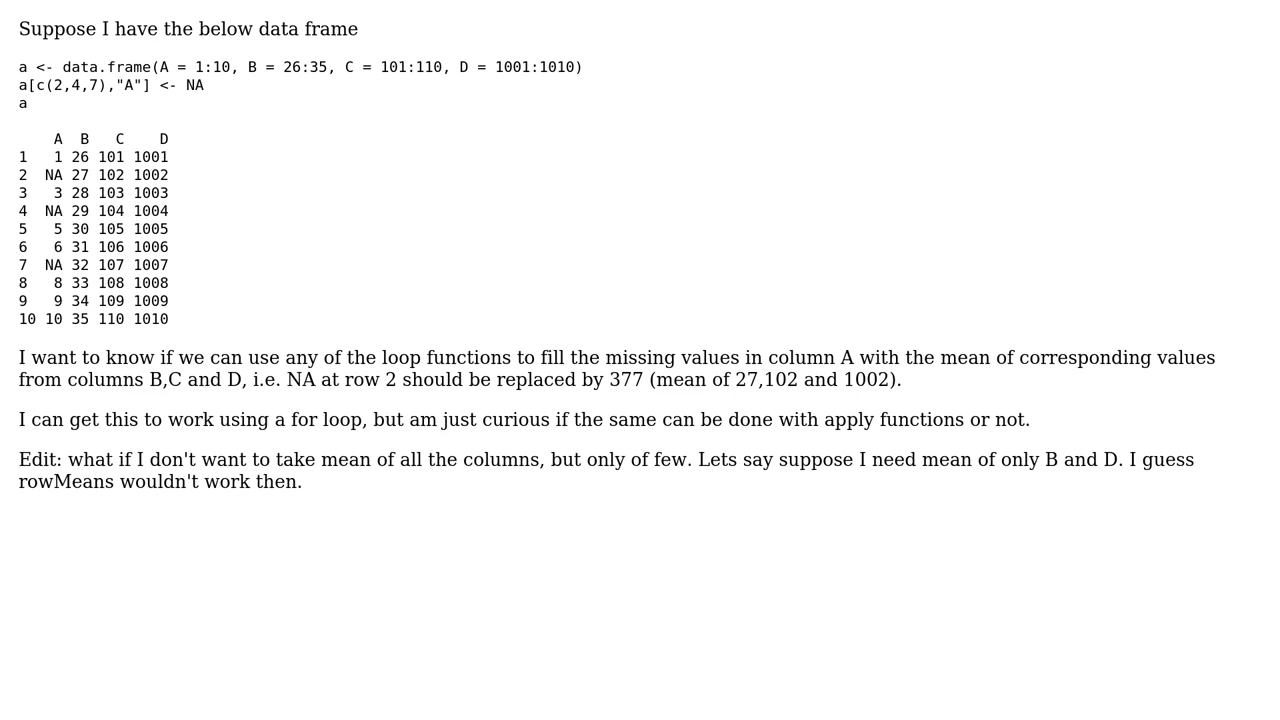 Suppose I have the below data frame
a <- data.frame(A = 1:10, B = 26:35, C = 101:110, D = 1001:1010)
a[c(2,4,7),"A"] <- NA
a
    A  B   C    D
1   1 26 101 1001
2  NA 27 102 1002
3   3 28 103 1003
4  NA 29 104 1004
5   5 30 105 1005
6   6 31 106 1006
7  NA 32 107 1007
8   8 33 108 1008
9   9 34 109 1009
10 10 35 110 1010
I want to know if we can use any of the loop functions to fill the missing values in column A with the mean of corresponding values
from columns B,C and D, i.e. NA at row 2 should be replaced by 377 (mean of 27,102 and 1002).
I can get this to work using a for loop, but am just curious if the same can be done with apply functions or not.
Edit: what if I don't want to take mean of all the columns, but only of few. Lets say suppose I need mean of only B and D. I guess
rowMeans wouldn't work then.